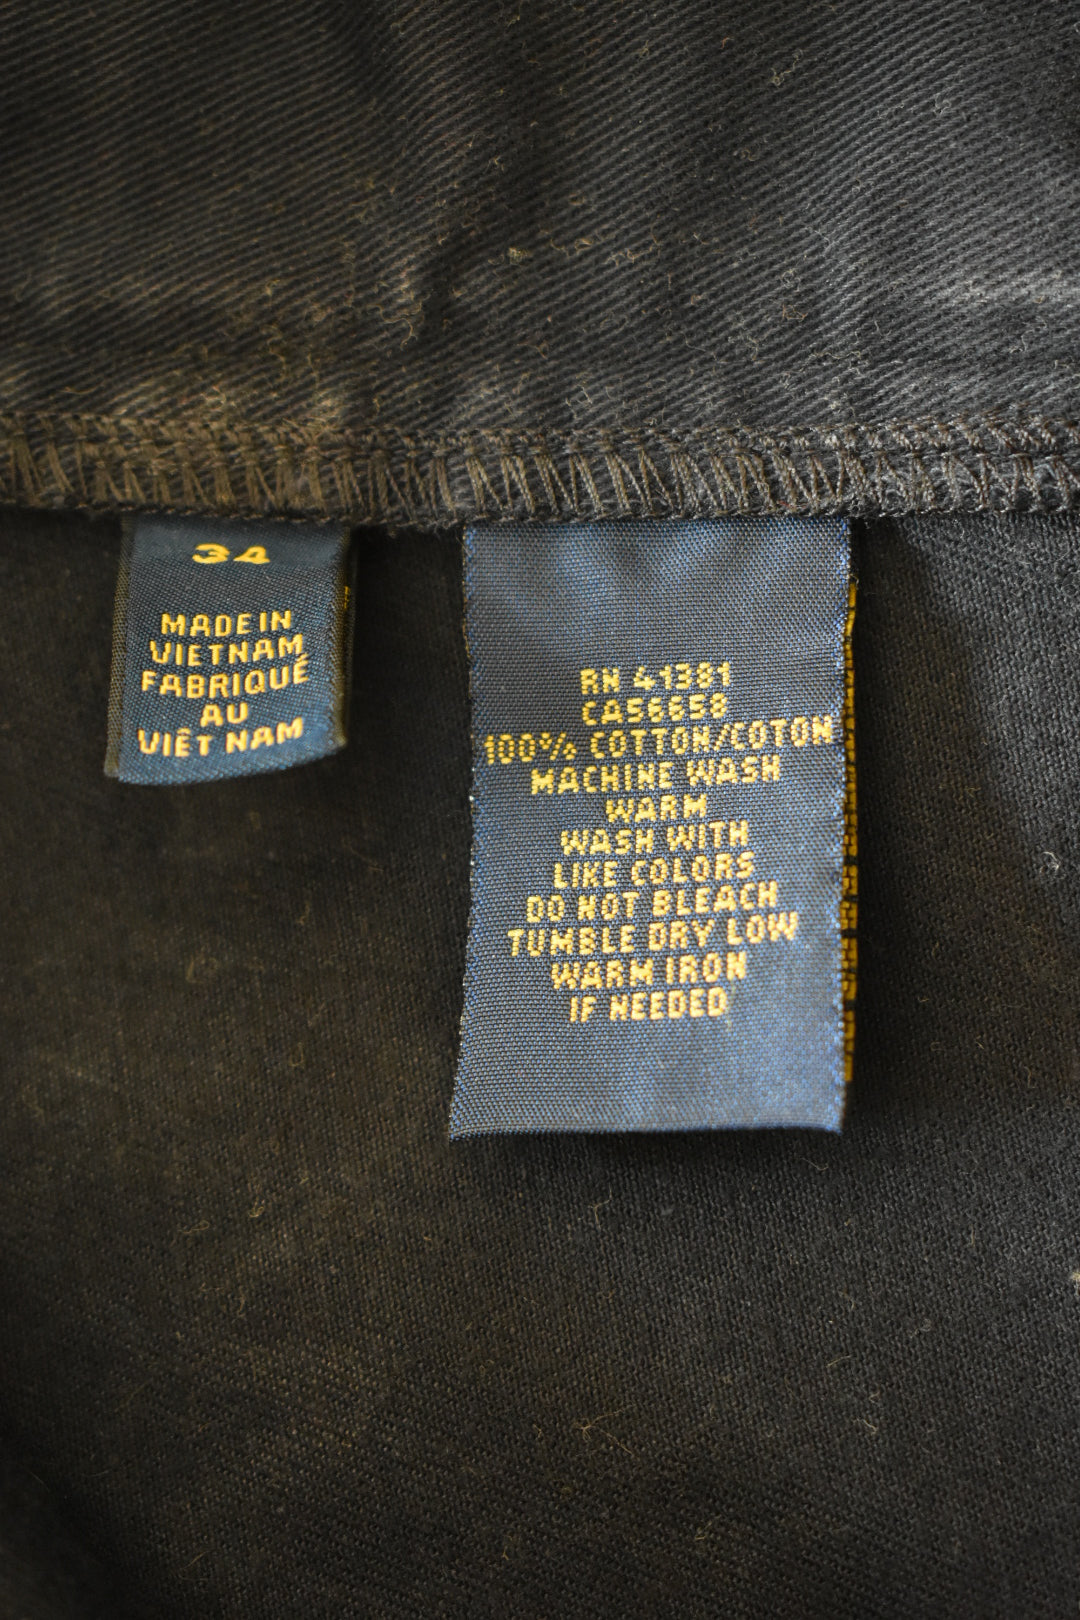 34
MADE IN
VIETNAM
FABRIQUÉ
AU
VIÊT NAM
RN 41381
CA56658
100% COTTON/COTON
MACHINE WASH
WARM
WASH WITH
LIKE COLORS
DO NOT BLEACH
TUMBLE DRY LOW
WARM IRON
IF NEEDED